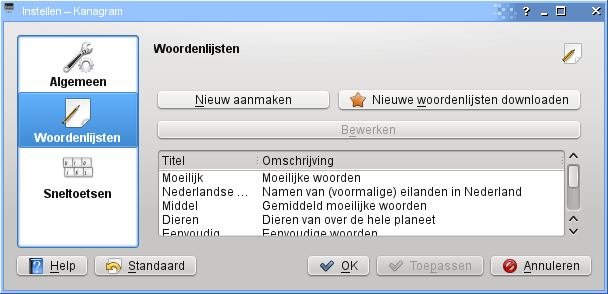 Instellen – Kanagram
Algemeen
Woordenlijsten
Sneltoetsen
Woordenlijsten
Nieuw aanmaken
Nieuwe woordenlijsten downloaden
Bewerken
Titel Omschrijving
Moeilijk Moeilijke woorden
Nederlandse ... Namen van (voormalige) eilanden in Nederland
Middel Gemiddeld moeilijke woorden
Dieren Dieren van over de hele planeet
Eenvoudig Eenvoudige woorden
Help Standaard OK Toepassen Annuleren